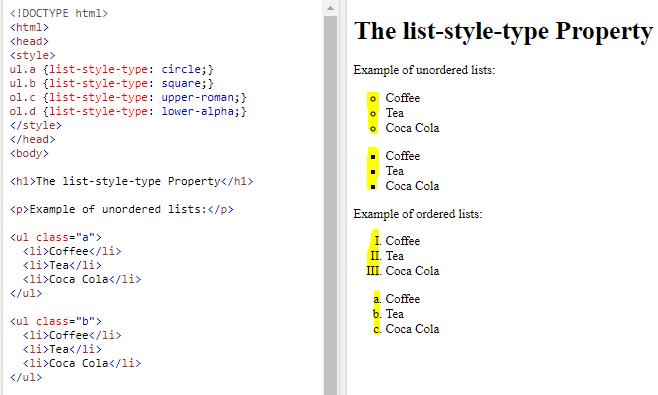 <!DOCTYPE html>
<html>
<head>
<style>
ul.a {list-style-type: circle;}
ul.b {list-style-type: square;}
ol.c {list-style-type: upper-roman;}
ol.d {list-style-type: lower-alpha;}
</style>
</head>
<body>
<h1>The list-style-type Property</h1>
<p>Example of unordered lists:</p>
<ul class="a">
  <li>Coffee</li>
  <li>Tea</li>
  <li>Coca Cola</li>
</ul>
<ul class="b">
  <li>Coffee</li>
  <li>Tea</li>
  <li>Coca Cola</li>
</ul>
The list-style-type Property
Example of unordered lists:
Coffee
Tea
Coca Cola
Coffee
Tea
Coca Cola
Example of ordered lists:
I. Coffee
II. Tea
III. Coca Cola
a. Coffee
b. Tea
c. Coca Cola